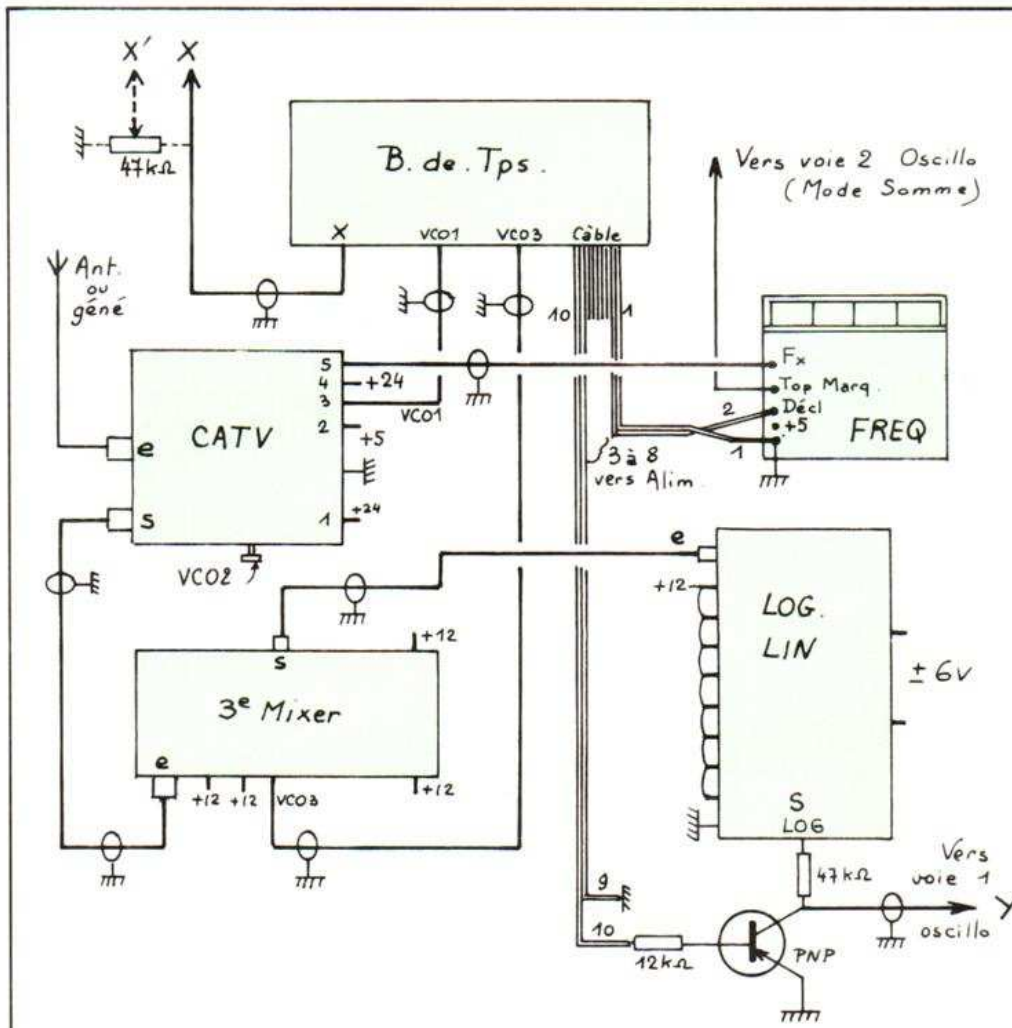 X'
X
47kΩ
B. de. Tps.
X
VCO1
VCO3
Câble
10
1
Vers voie 2 Oscillo
(Mode Somme)
Ant.
ou
géné
CATV
e
s
5
4
+24
3
VCO1
2
+5
1
+24
VCO2
Fx
Top Marq.
Décl
+5
FREQ
2
1
3 à 8
vers Alim.
s
+12
3e Mixer
e
+12
+12
VCO3
+12
e
+12
LOG.
LIN
± 6V
S
LOG
47kΩ
Vers
voie 1
oscillo
Y
9
10
12kΩ
PNP